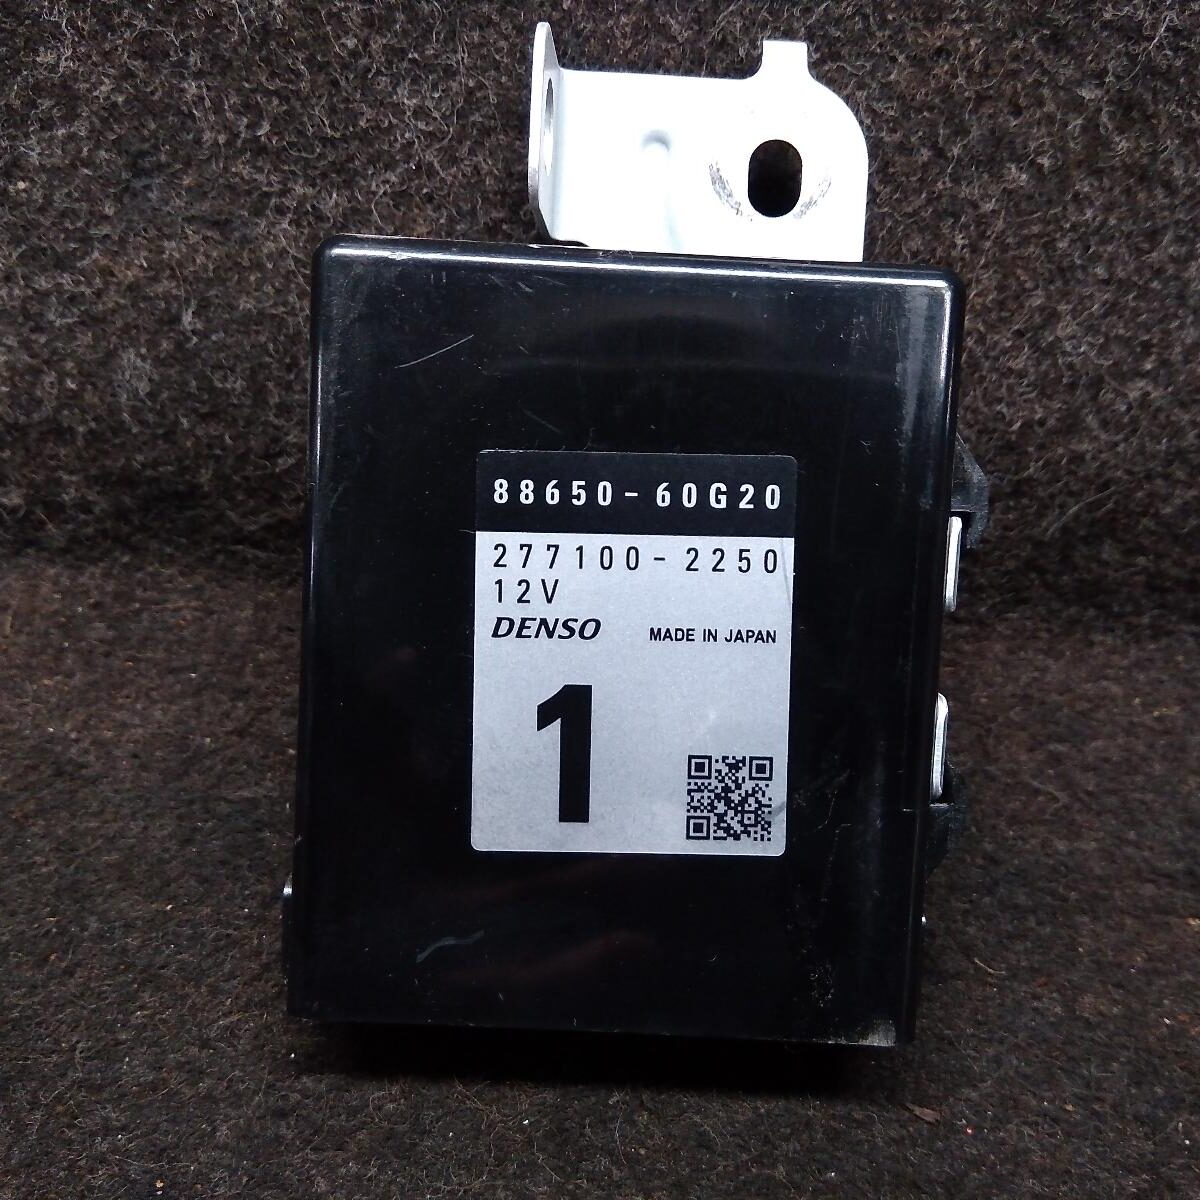 88650-60G20
277100-2250
12V
DENSO MADE IN JAPAN
1